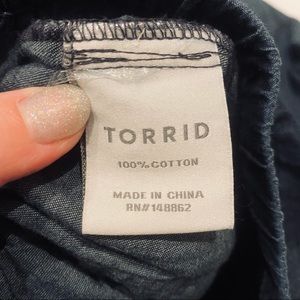 TORRID
100% COTTON
MADE IN CHINA
RN#148862